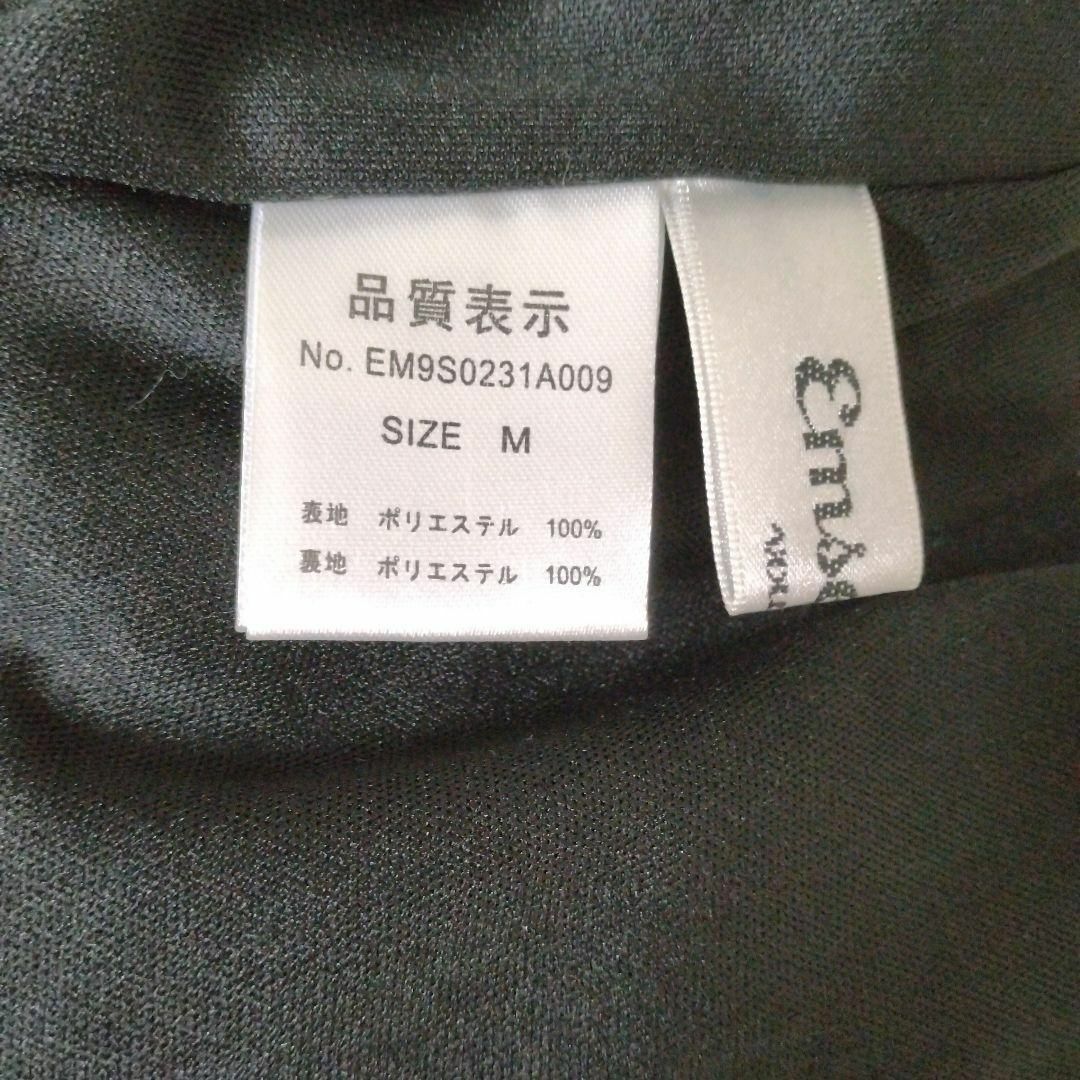 品質表示
No. EM9S0231A009
SIZE M
表地 ポリエステル 100%
裏地 ポリエステル 100%